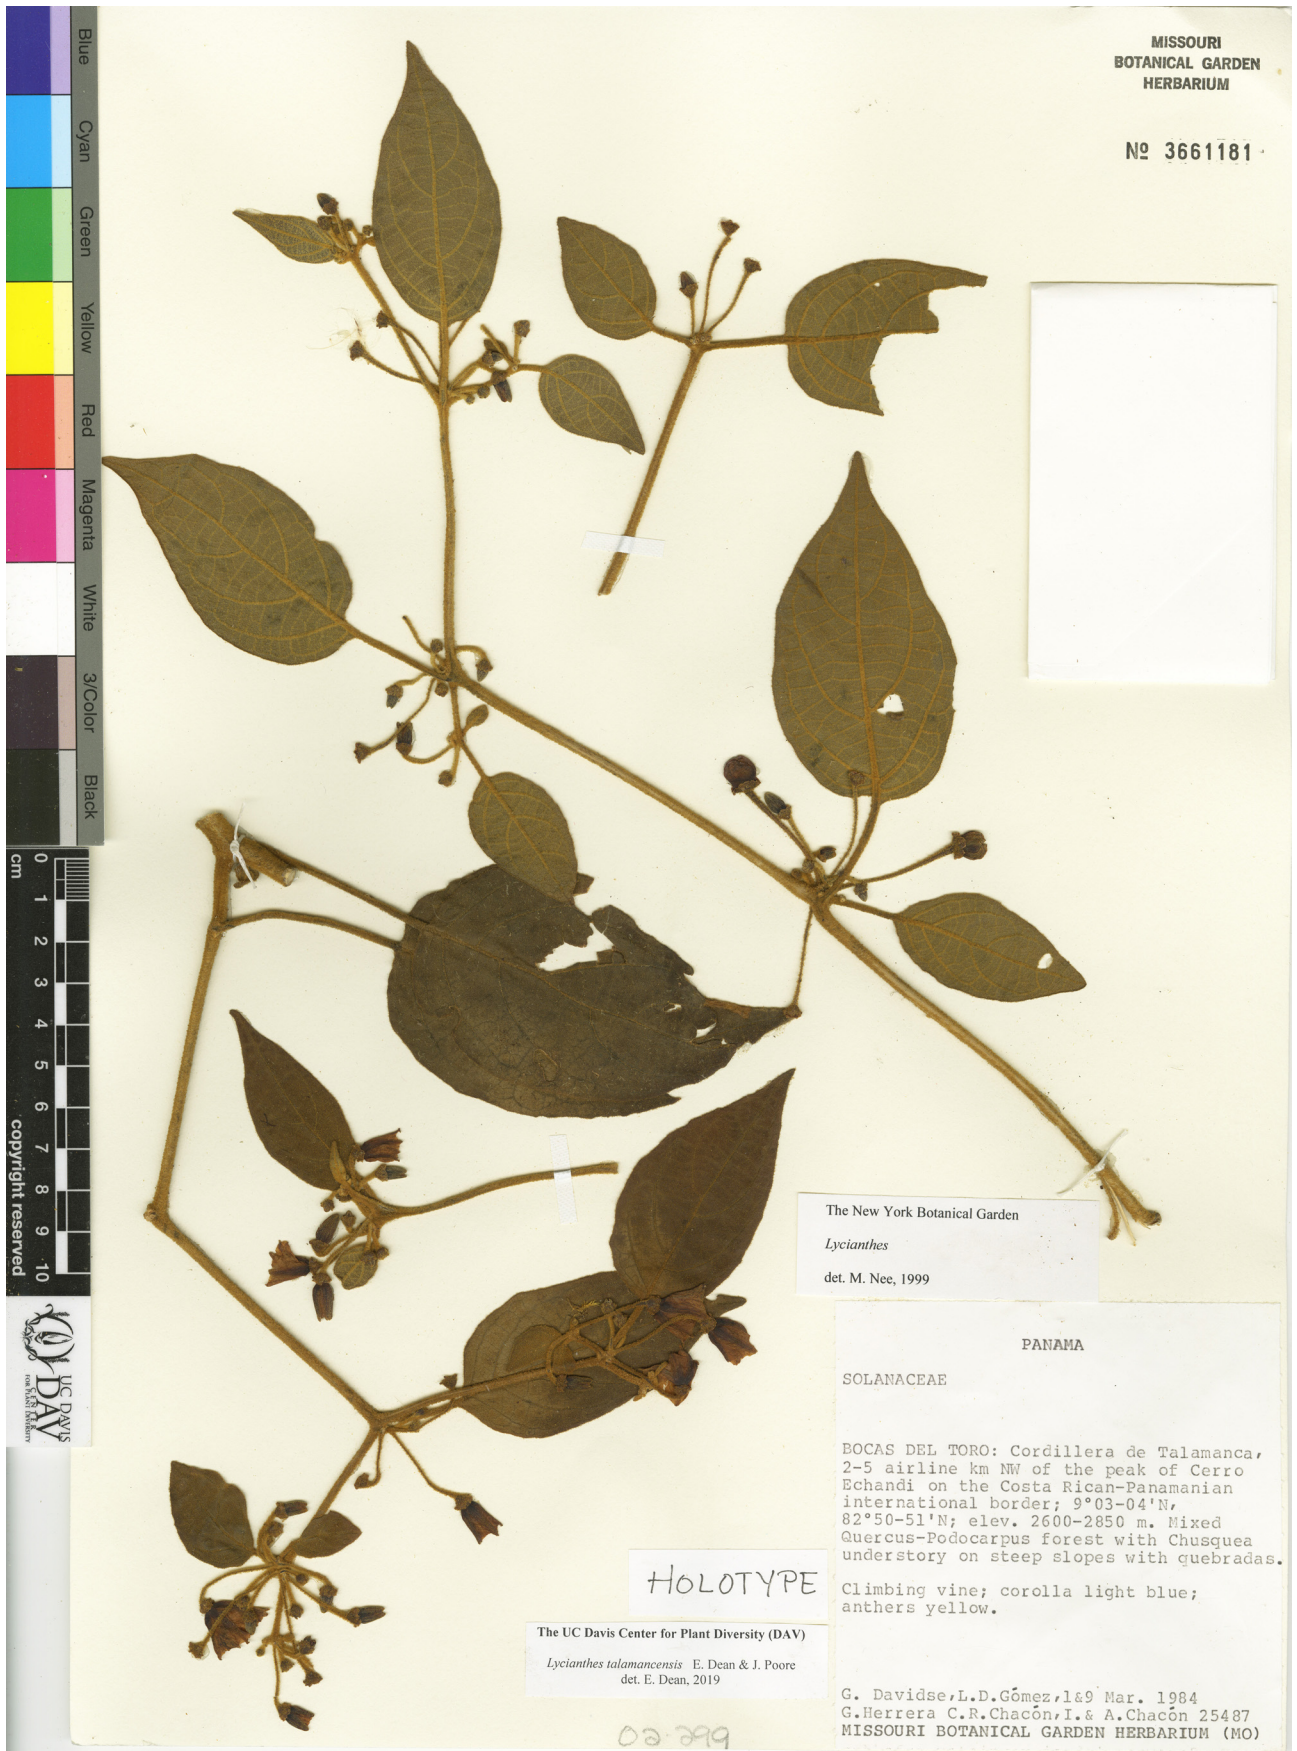 MISSOURI
BOTANICAL GARDEN
HERBARIUM
Nº 3661181
Blue
Cyan
Green
Yellow
Red
Magenta
White
3/Color
Black
0 1 2 3 4 5 6 7 8 9 10
cm
copyright reserved
UC DAVIS
CENTER
FOR PLANT DIVERSITY
DAV
The New York Botanical Garden
Lycianthes
det. M. Nee, 1999
PANAMA
SOLANACEAE
BOCAS DEL TORO: Cordillera de Talamanca,
2-5 airline km NW of the peak of Cerro
Echandi on the Costa Rican-Panamanian
international border; 9°03-04'N,
82°50-51'N; elev. 2600-2850 m. Mixed
Quercus-Podocarpus forest with Chusquea
understory on steep slopes with quebradas.
Climbing vine; corolla light blue;
anthers yellow.
G. Davidse, L.D.Gómez, 1&9 Mar. 1984
G.Herrera C.R.Chacón, I.& A.Chacón 25487
MISSOURI BOTANICAL GARDEN HERBARIUM (MO)
HOLOTYPE
The UC Davis Center for Plant Diversity (DAV)
Lycianthes talamancensis E. Dean & J. Poore
det. E. Dean, 2019
02-299